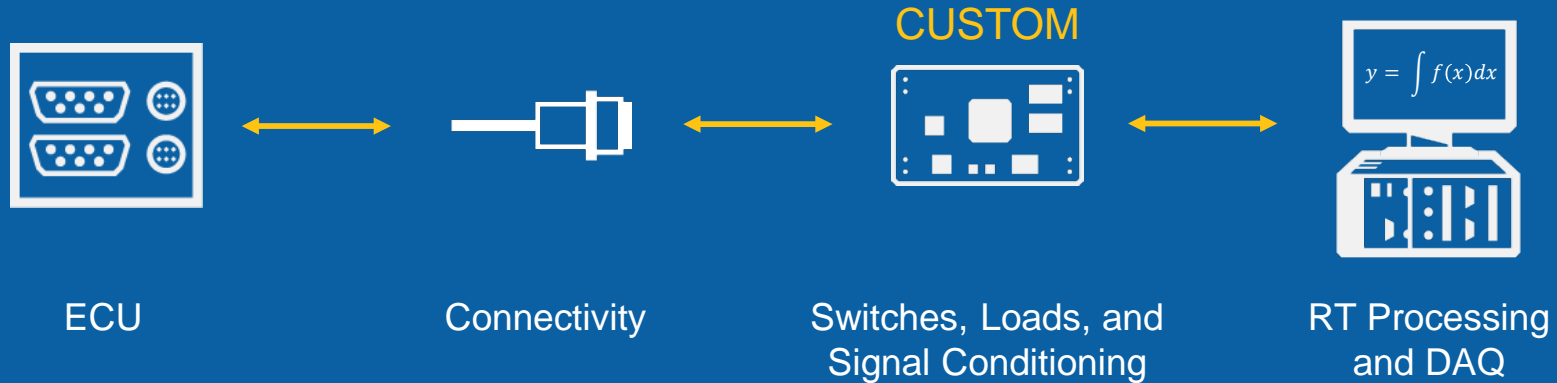 CUSTOM
y = ∫ f(x)dx
ECU
Connectivity
Switches, Loads, and
Signal Conditioning
RT Processing
and DAQ